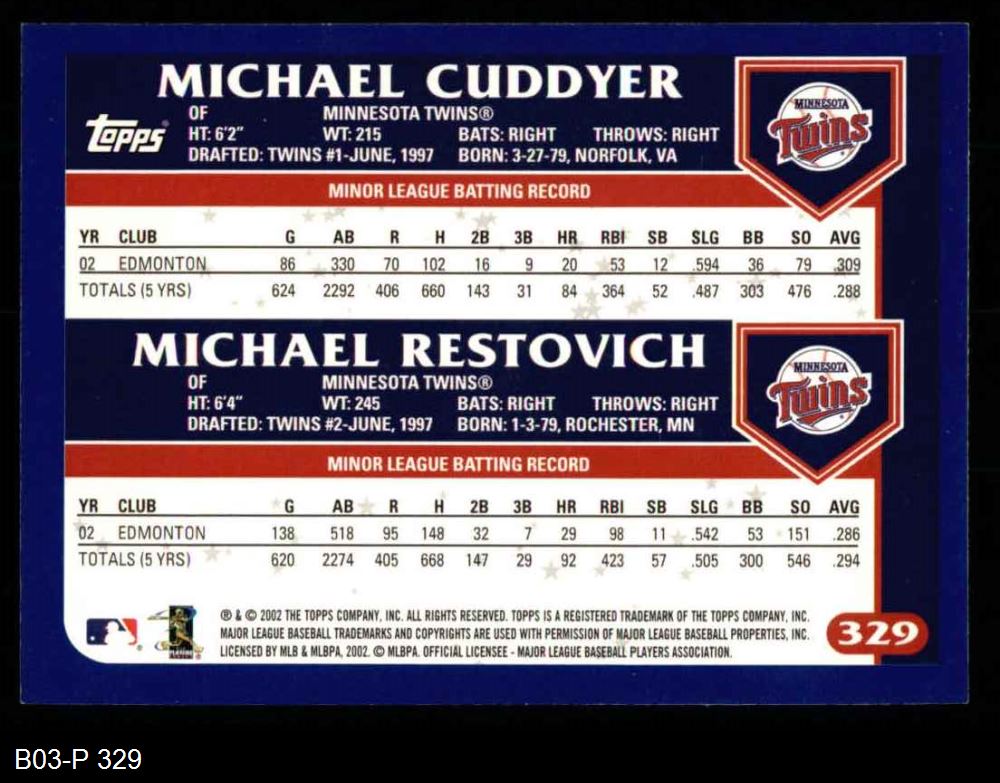 MICHAEL CUDDYER
topps
OF MINNESOTA TWINS®
HT: 6'2" WT: 215 BATS: RIGHT THROWS: RIGHT
DRAFTED: TWINS #1-JUNE, 1997 BORN: 3-27-79, NORFOLK, VA
MINNESOTA
Twins
MINOR LEAGUE BATTING RECORD
YR CLUB G AB R H 2B 3B HR RBI SB SLG BB SO AVG
02 EDMONTON 86 330 70 102 16 9 20 53 12 .594 36 79 .309
TOTALS (5 YRS) 624 2292 406 660 143 31 84 364 52 .487 303 476 .288
MICHAEL RESTOVICH
OF MINNESOTA TWINS®
HT: 6'4" WT: 245 BATS: RIGHT THROWS: RIGHT
DRAFTED: TWINS #2-JUNE, 1997 BORN: 1-3-79, ROCHESTER, MN
MINNESOTA
Twins
MINOR LEAGUE BATTING RECORD
YR CLUB G AB R H 2B 3B HR RBI SB SLG BB SO AVG
02 EDMONTON 138 518 95 148 32 7 29 98 11 .542 53 151 .286
TOTALS (5 YRS) 620 2274 405 668 147 29 92 423 57 .505 300 546 .294
® & © 2002 THE TOPPS COMPANY, INC. ALL RIGHTS RESERVED. TOPPS IS A REGISTERED TRADEMARK OF THE TOPPS COMPANY, INC.
MAJOR LEAGUE BASEBALL TRADEMARKS AND COPYRIGHTS ARE USED WITH PERMISSION OF MAJOR LEAGUE BASEBALL PROPERTIES, INC.
LICENSED BY MLB & MLBPA, 2002. © MLBPA. OFFICIAL LICENSEE - MAJOR LEAGUE BASEBALL PLAYERS ASSOCIATION.
329
B03-P 329